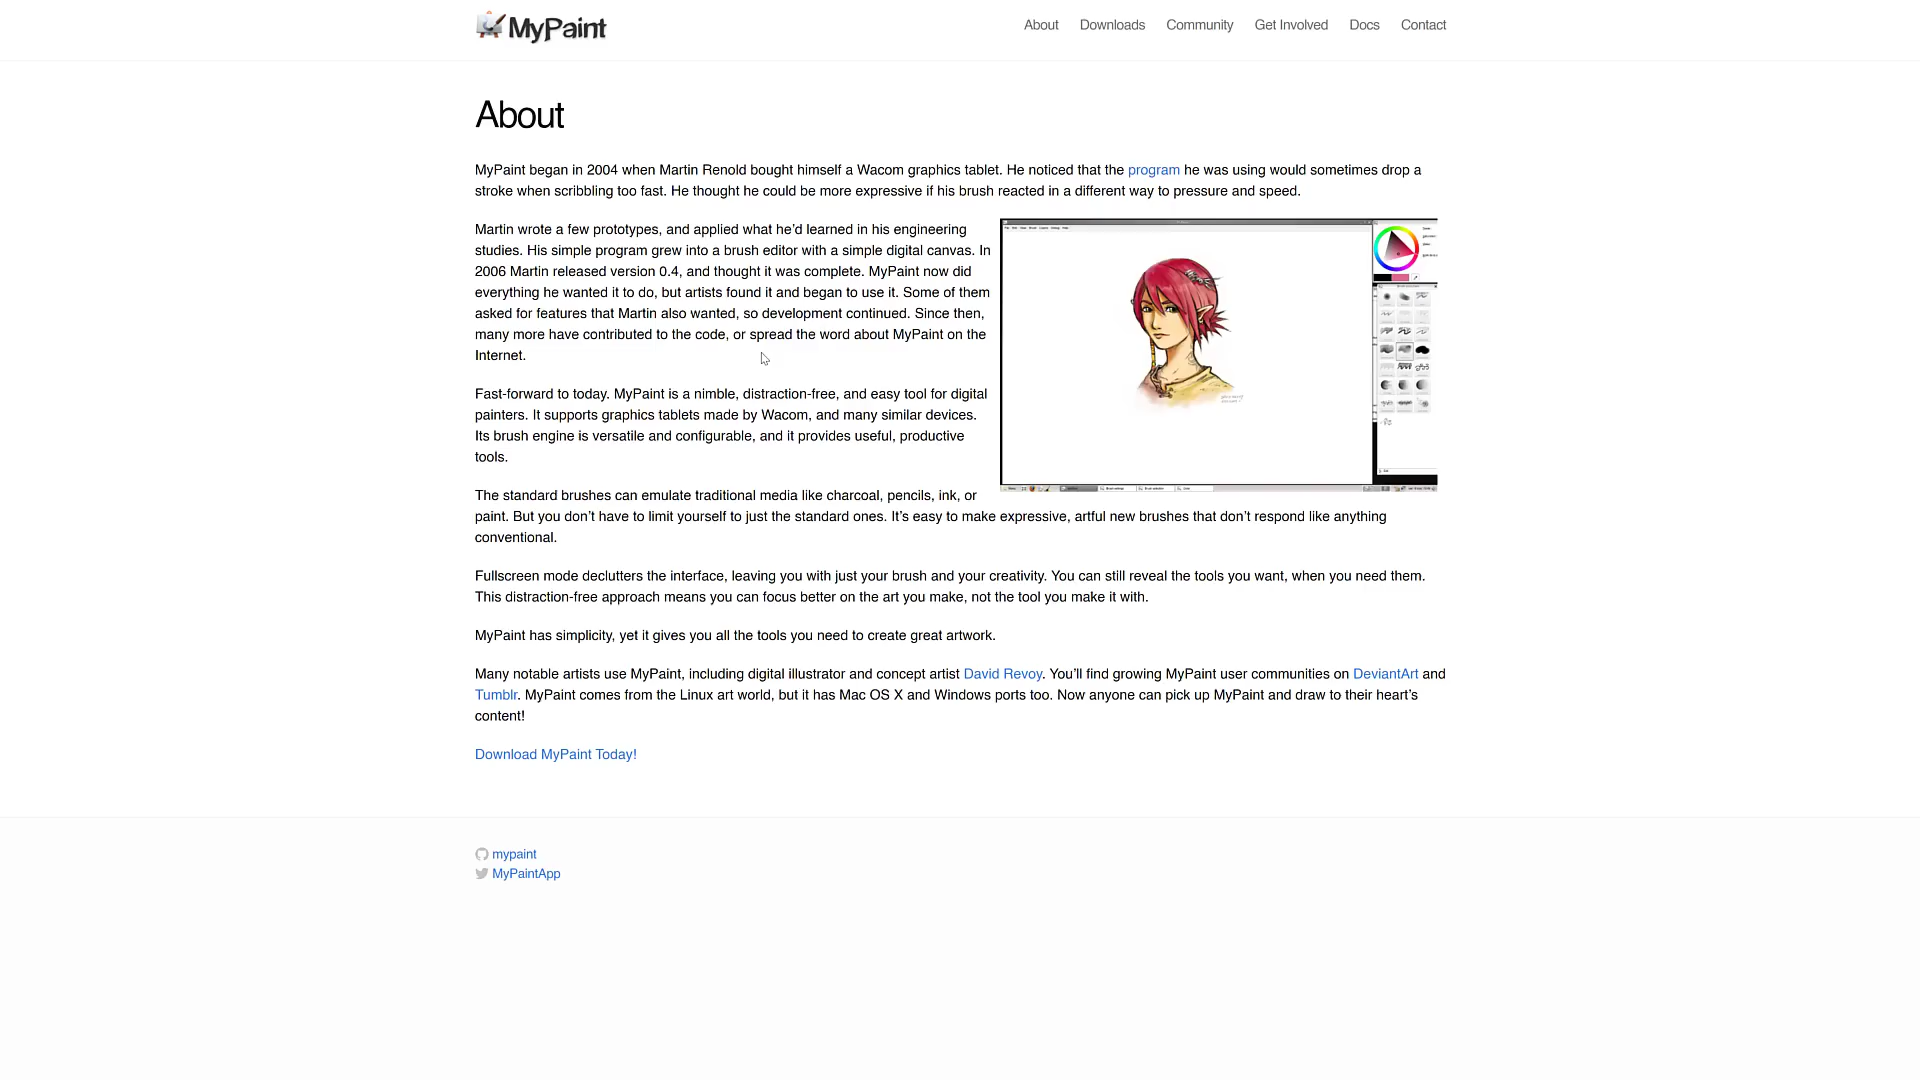 MyPaint
About Downloads Community Get Involved Docs Contact
About
MyPaint began in 2004 when Martin Renold bought himself a Wacom graphics tablet. He noticed that the program he was using would sometimes drop a
stroke when scribbling too fast. He thought he could be more expressive if his brush reacted in a different way to pressure and speed.
Martin wrote a few prototypes, and applied what he’d learned in his engineering
studies. His simple program grew into a brush editor with a simple digital canvas. In
2006 Martin released version 0.4, and thought it was complete. MyPaint now did
everything he wanted it to do, but artists found it and began to use it. Some of them
asked for features that Martin also wanted, so development continued. Since then,
many more have contributed to the code, or spread the word about MyPaint on the
Internet.
Fast-forward to today. MyPaint is a nimble, distraction-free, and easy tool for digital
painters. It supports graphics tablets made by Wacom, and many similar devices.
Its brush engine is versatile and configurable, and it provides useful, productive
tools.
The standard brushes can emulate traditional media like charcoal, pencils, ink, or
paint. But you don’t have to limit yourself to just the standard ones. It’s easy to make expressive, artful new brushes that don’t respond like anything
conventional.
Fullscreen mode declutters the interface, leaving you with just your brush and your creativity. You can still reveal the tools you want, when you need them.
This distraction-free approach means you can focus better on the art you make, not the tool you make it with.
MyPaint has simplicity, yet it gives you all the tools you need to create great artwork.
Many notable artists use MyPaint, including digital illustrator and concept artist David Revoy. You’ll find growing MyPaint user communities on DeviantArt and
Tumblr. MyPaint comes from the Linux art world, but it has Mac OS X and Windows ports too. Now anyone can pick up MyPaint and draw to their heart’s
content!
Download MyPaint Today!
mypaint
MyPaintApp